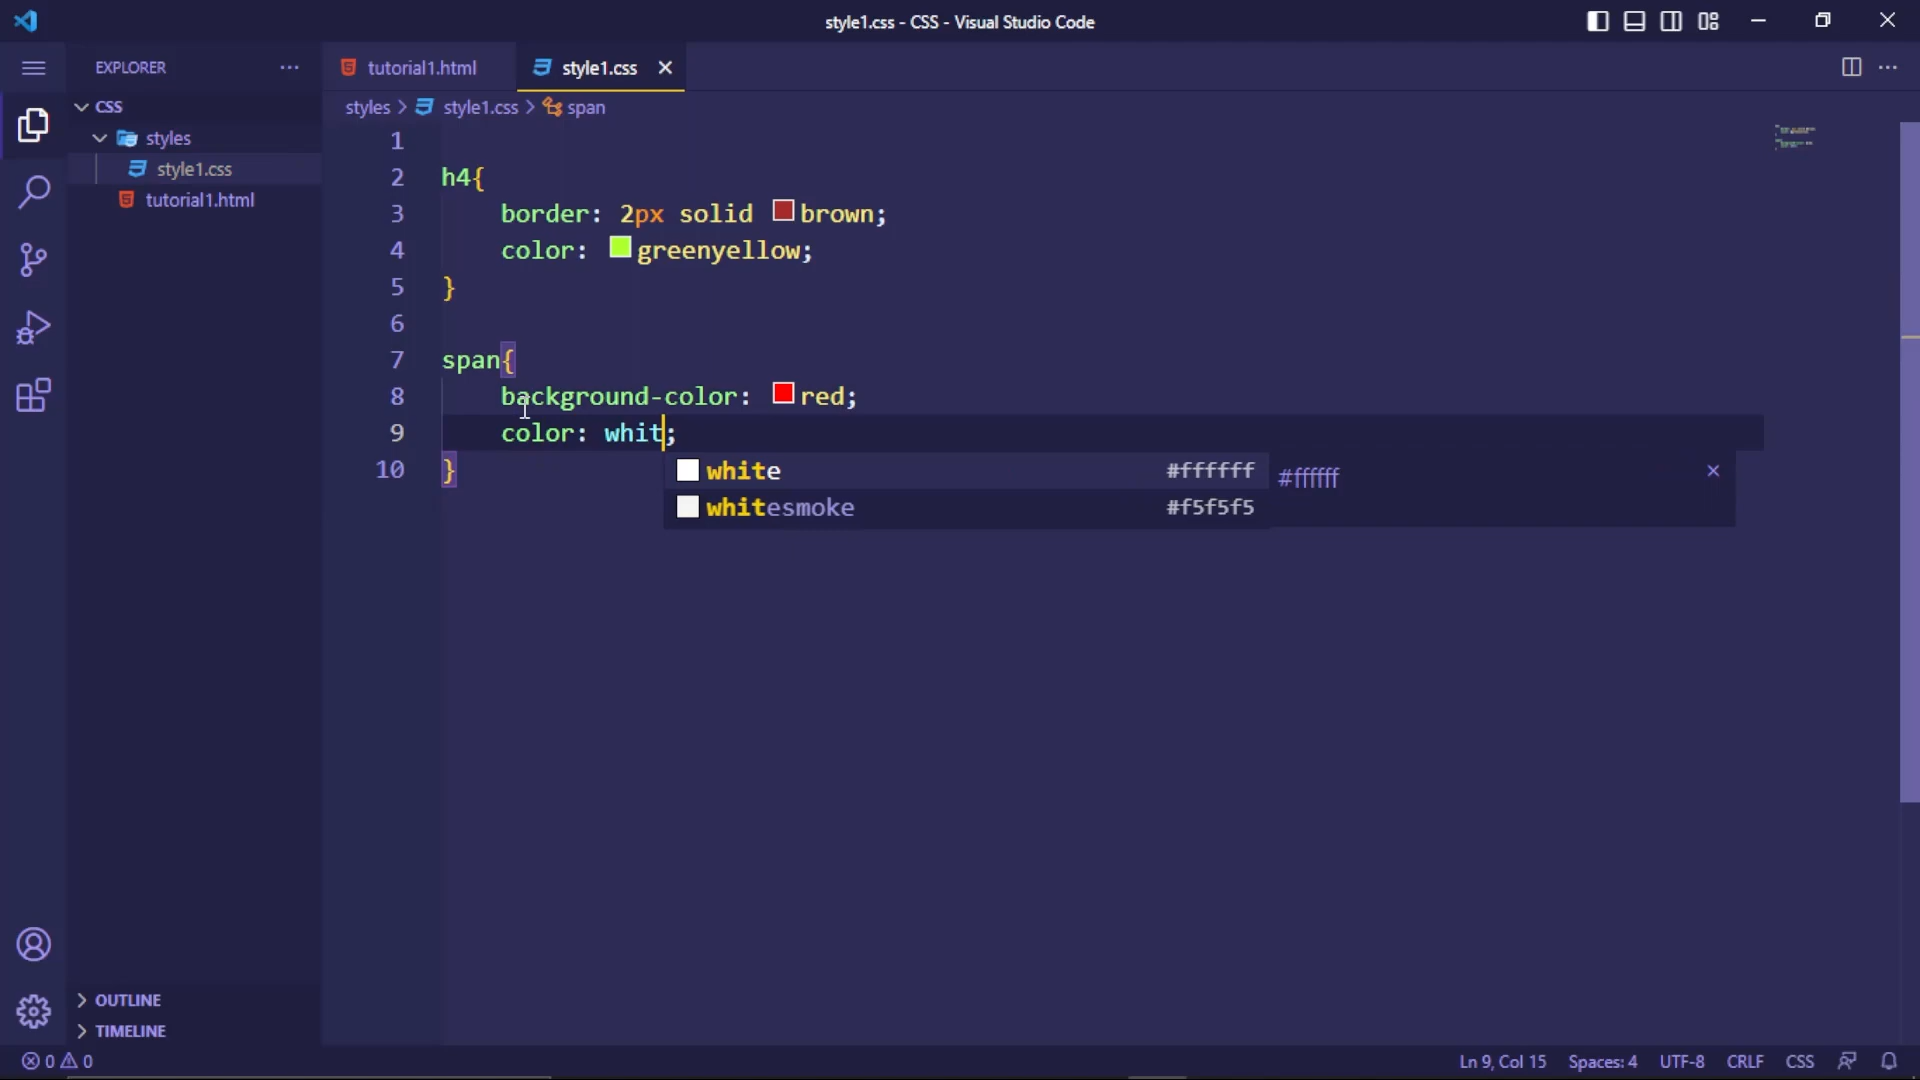 style1.css - CSS - Visual Studio Code
EXPLORER
tutorial1.html
style1.css
CSS
styles
style1.css
tutorial1.html
styles > style1.css > span
1
2 h4{
3 border: 2px solid brown;
4 color: greenyellow;
5 }
6
7 span{
8 background-color: red;
9 color: whit;
10 }
white #ffffff
whitesmoke #f5f5f5
#ffffff
OUTLINE
TIMELINE
0 0
Ln 9, Col 15 Spaces: 4 UTF-8 CRLF CSS